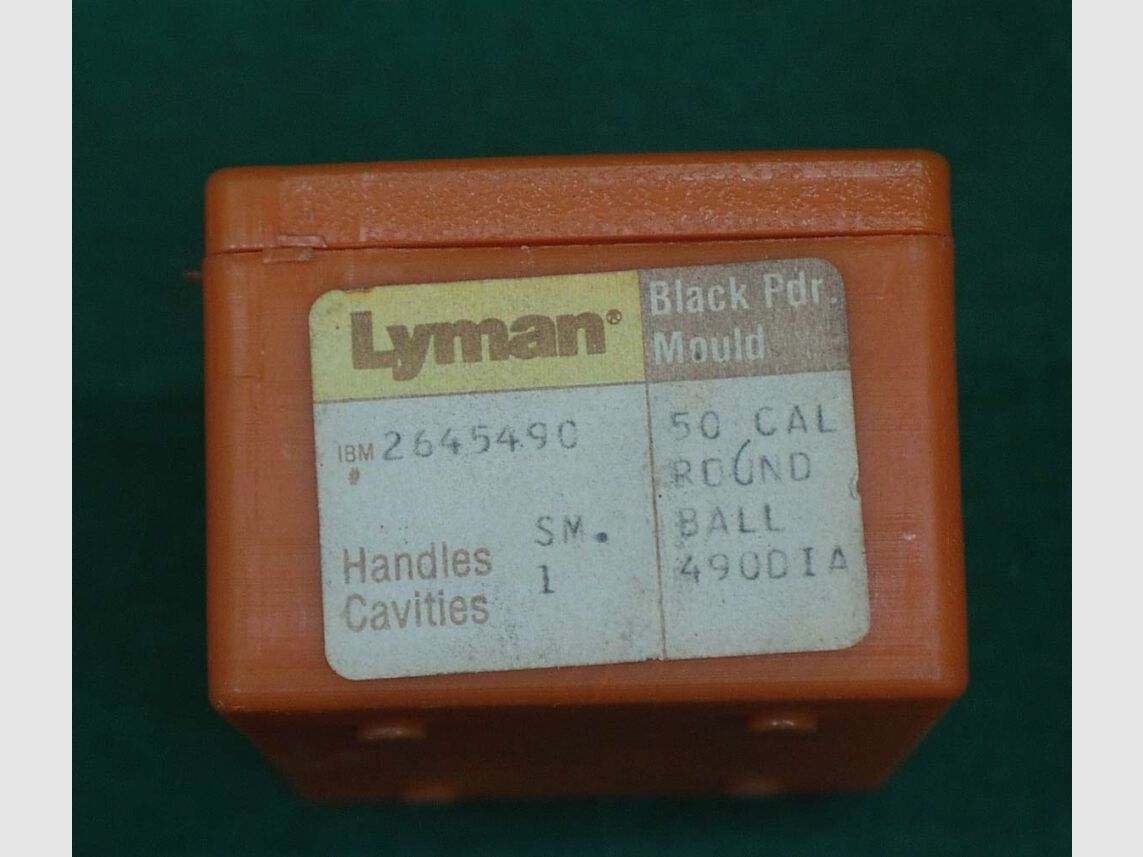 Lyman®
Black Pdr.
Mould
IBM # 2645490
50 CAL
ROUND
BALL
490DIA
Handles SM.
Cavities 1